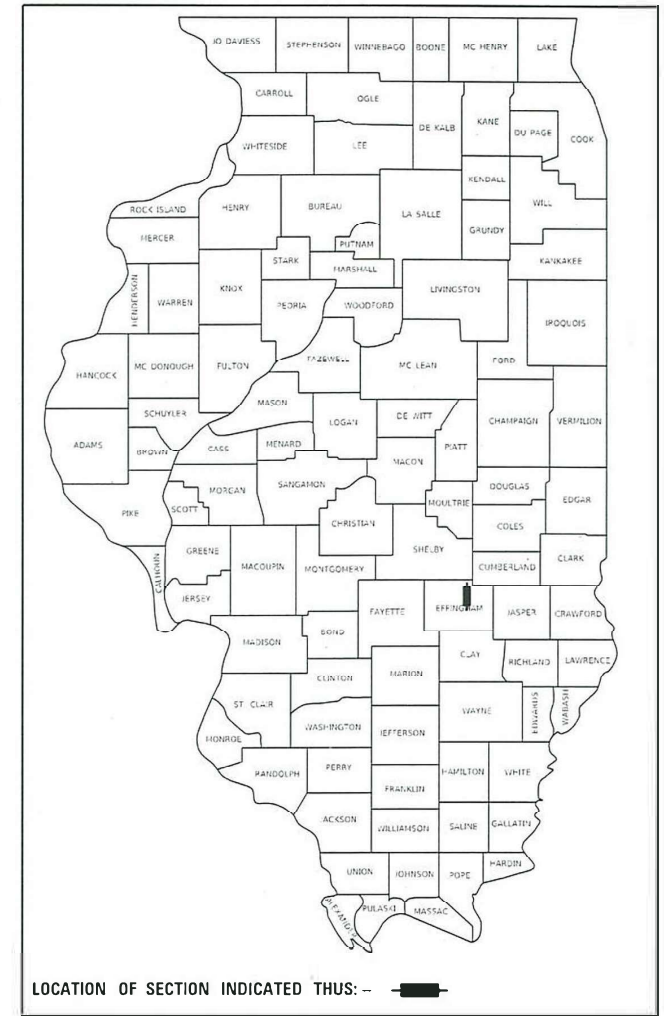 JO DAVIESS STEPHENSON WINNEBAGO BOONE MC HENRY LAKE
CARROLL OGLE DE KALB KANE DU PAGE COOK
WHITESIDE LEE
KENDALL
ROCK ISLAND HENRY BUREAU LA SALLE WILL
MERCER PUTNAM GRUNDY
STARK MARSHALL KANKAKEE
HENDERSON WARREN KNOX PEORIA WOODFORD LIVINGSTON IROQUOIS
HANCOCK MC DONOUGH FULTON TAZEWELL MC LEAN FORD
SCHUYLER MASON LOGAN DE WITT CHAMPAIGN VERMILION
ADAMS BROWN CASS MENARD MACON PIATT
MORGAN SANGAMON DOUGLAS EDGAR
PIKE SCOTT CHRISTIAN MOULTRIE COLES
CALHOUN GREENE MACOUPIN MONTGOMERY SHELBY CUMBERLAND CLARK
JERSEY FAYETTE EFFINGHAM JASPER CRAWFORD
MADISON BOND CLAY RICHLAND LAWRENCE
CLINTON MARION
ST CLAIR WASHINGTON JEFFERSON WAYNE EDWARDS WABASH
MONROE
RANDOLPH PERRY FRANKLIN HAMILTON WHITE
ACKSON WILLIAMSON SALINE GALLATIN
UNION JOHNSON POPE HARDIN
ALEXANDER PULASKI MASSAC
LOCATION OF SECTION INDICATED THUS: –